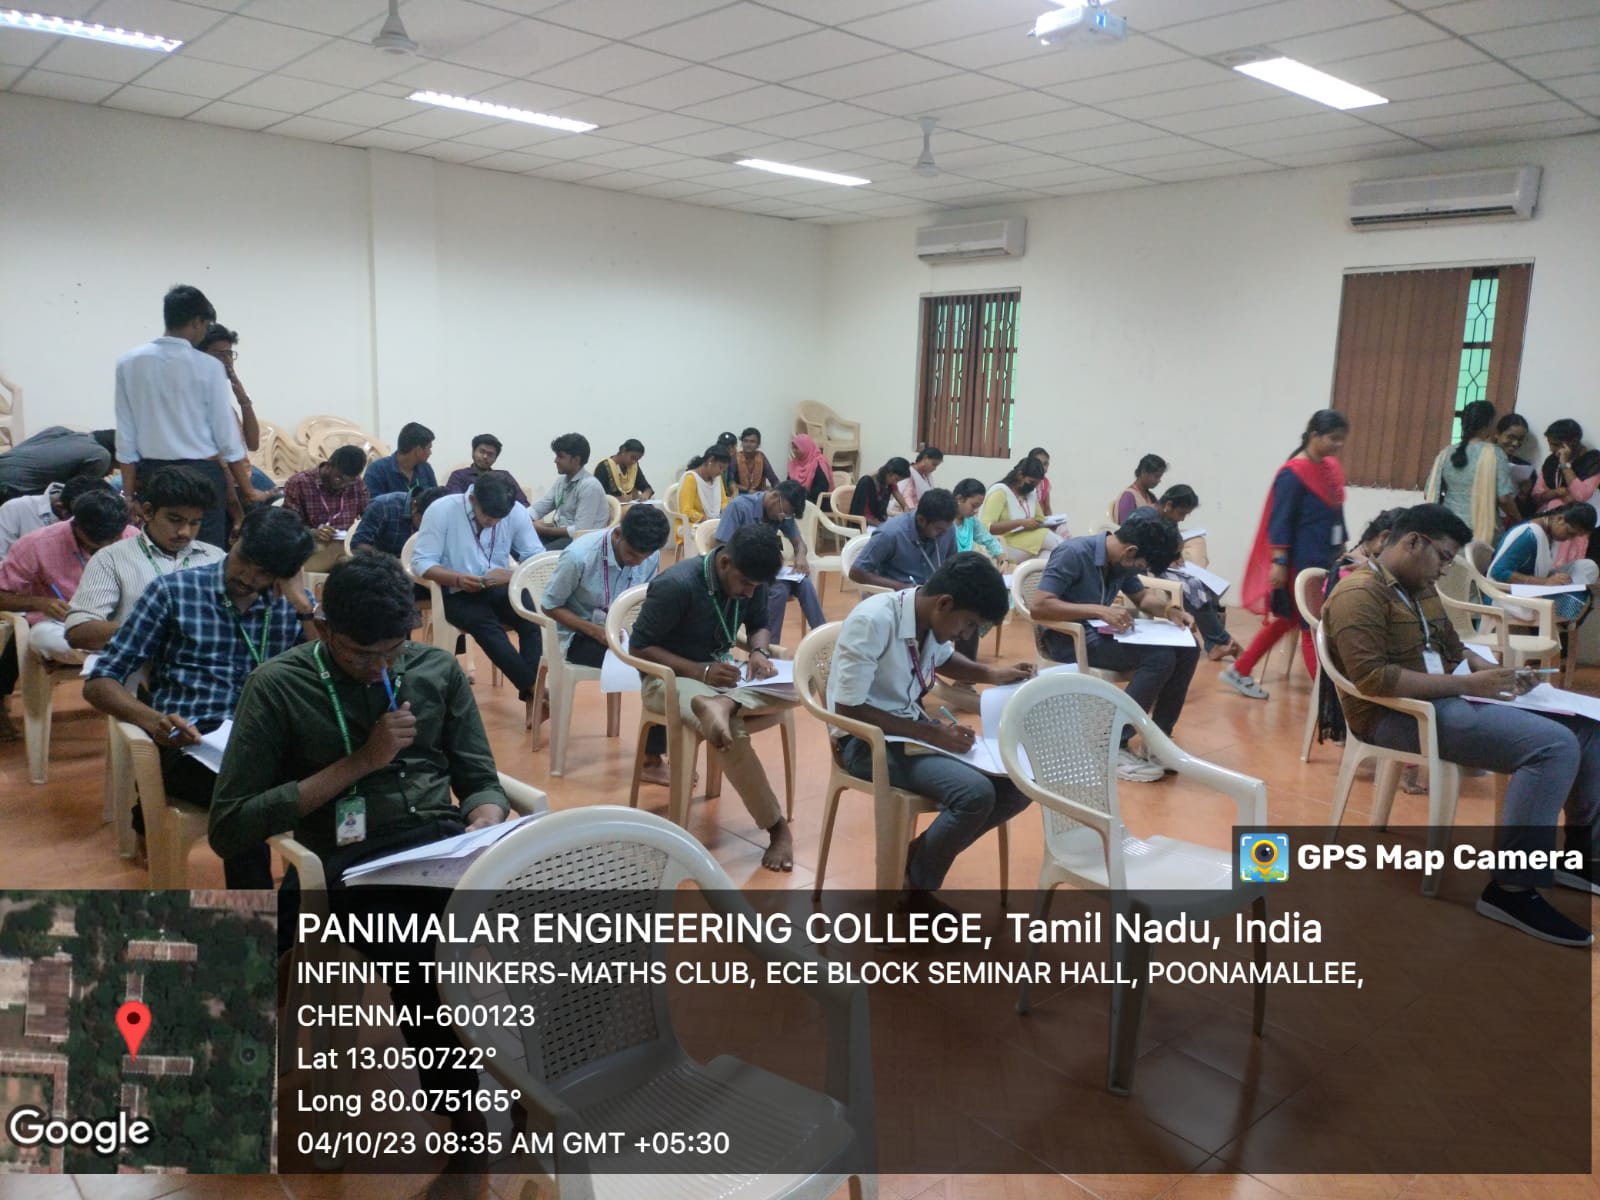 GPS Map Camera
PANIMALAR ENGINEERING COLLEGE, Tamil Nadu, India
INFINITE THINKERS-MATHS CLUB, ECE BLOCK SEMINAR HALL, POONAMALLEE,
CHENNAI-600123
Lat 13.050722°
Long 80.075165°
04/10/23 08:35 AM GMT +05:30
Google